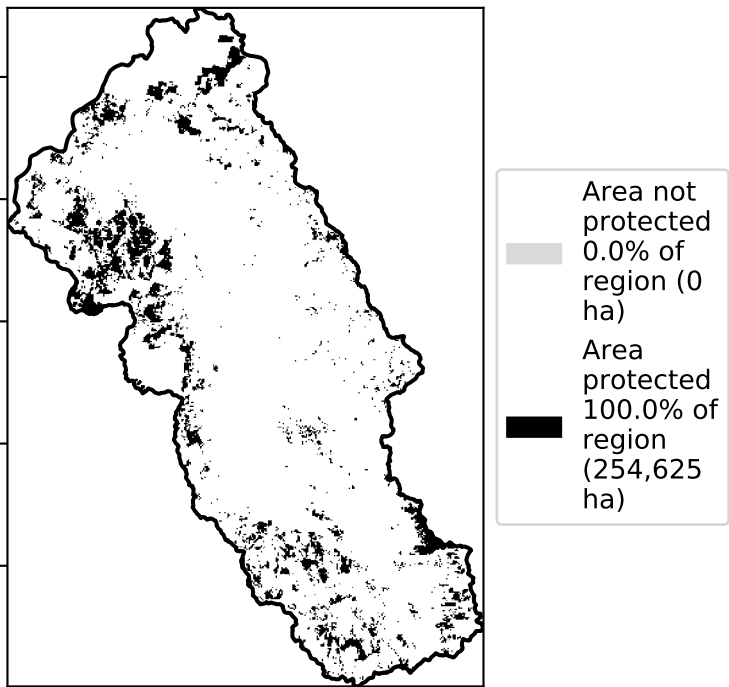 Area not
protected
0.0% of
region (0
ha)
Area
protected
100.0% of
region
(254,625
ha)